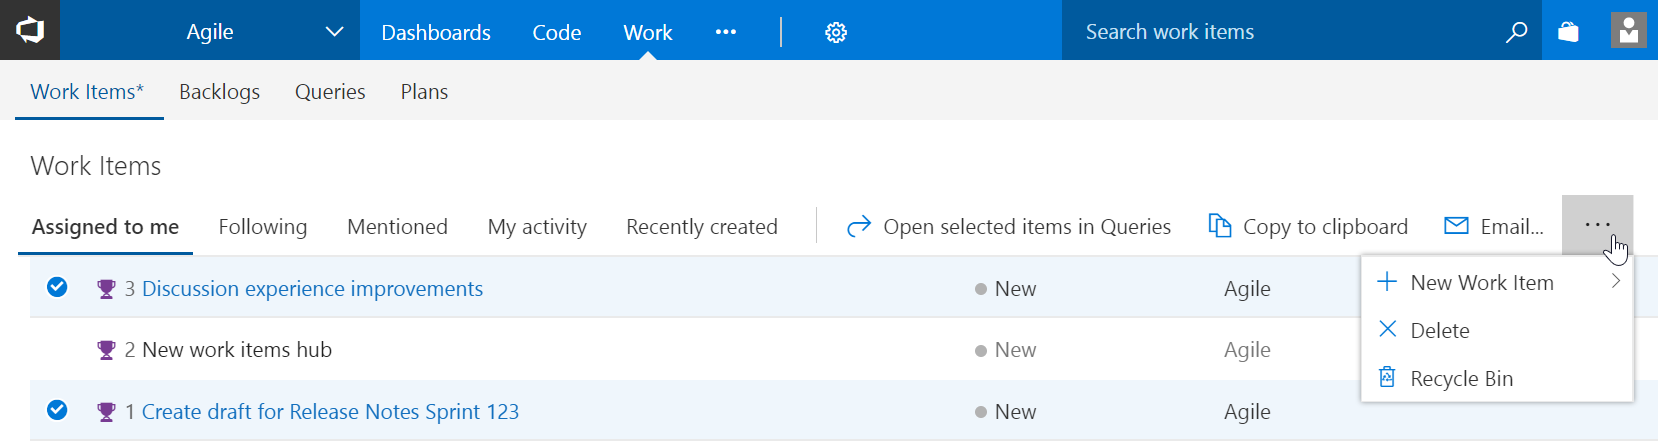 Agile Dashboards Code Work ··· Search work items
Work Items* Backlogs Queries Plans
Work Items
Assigned to me Following Mentioned My activity Recently created Open selected items in Queries Copy to clipboard Email... ···
3 Discussion experience improvements New Agile
2 New work items hub New Agile
1 Create draft for Release Notes Sprint 123 New Agile
New Work Item
Delete
Recycle Bin